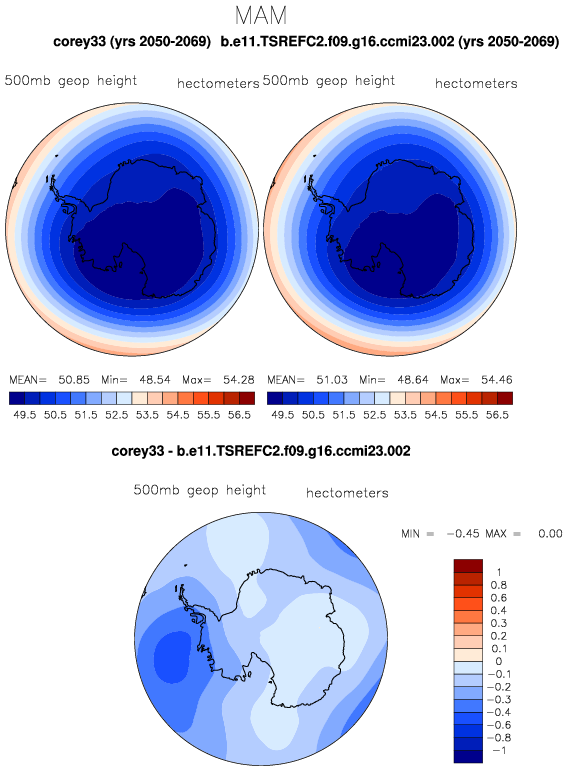 MAM
corey33 (yrs 2050-2069) b.e11.TSREFC2.f09.g16.ccmi23.002 (yrs 2050-2069)
500mb geop height hectometers 500mb geop height hectometers
MEAN= 50.85 Min= 48.54 Max= 54.28 MEAN= 51.03 Min= 48.64 Max= 54.46
49.5 50.5 51.5 52.5 53.5 54.5 55.5 56.5 49.5 50.5 51.5 52.5 53.5 54.5 55.5 56.5
corey33 - b.e11.TSREFC2.f09.g16.ccmi23.002
500mb geop height hectometers
MIN = -0.45 MAX = 0.00
1
0.8
0.6
0.4
0.3
0.2
0.1
0
-0.1
-0.2
-0.3
-0.4
-0.6
-0.8
-1